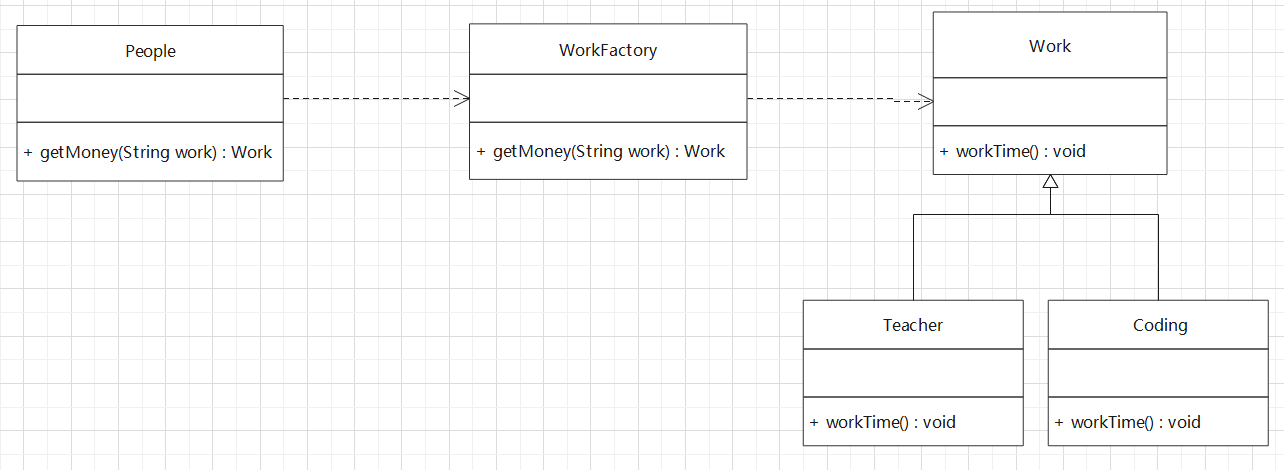 People
+ getMoney(String work) : Work
WorkFactory
+ getMoney(String work) : Work
Work
+ workTime() : void
Teacher
+ workTime() : void
Coding
+ workTime() : void